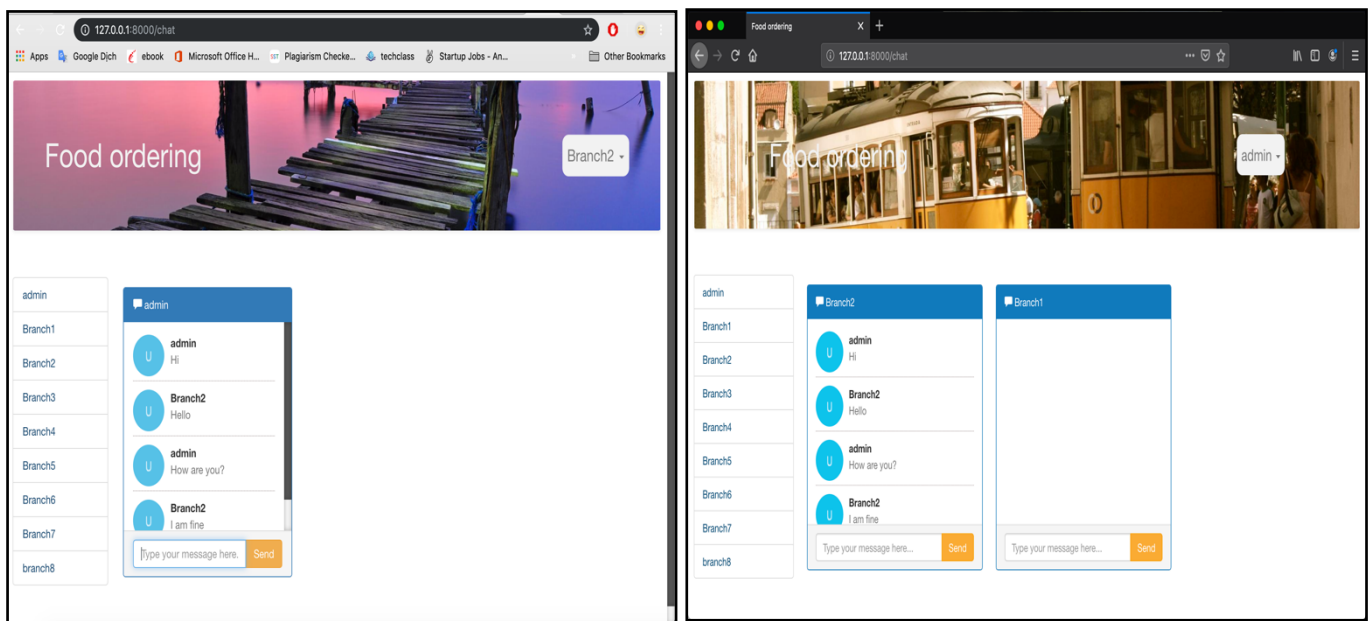 127.0.0.1:8000/chat
Apps Google Dịch ebook Microsoft Office H... Plagiarism Checke... techclass Startup Jobs - An... Other Bookmarks
Food ordering
Branch2
admin
Branch1
Branch2
Branch3
Branch4
Branch5
Branch6
Branch7
branch8
admin
U
admin
Hi
U
Branch2
Hello
U
admin
How are you?
U
Branch2
I am fine
Type your message here. Send
Food ordering
127.0.0.1:8000/chat
Food ordering
admin
admin
Branch1
Branch2
Branch3
Branch4
Branch5
Branch6
Branch7
branch8
Branch2
U
admin
Hi
U
Branch2
Hello
U
admin
How are you?
U
Branch2
I am fine
Type your message here... Send
Branch1
Type your message here... Send